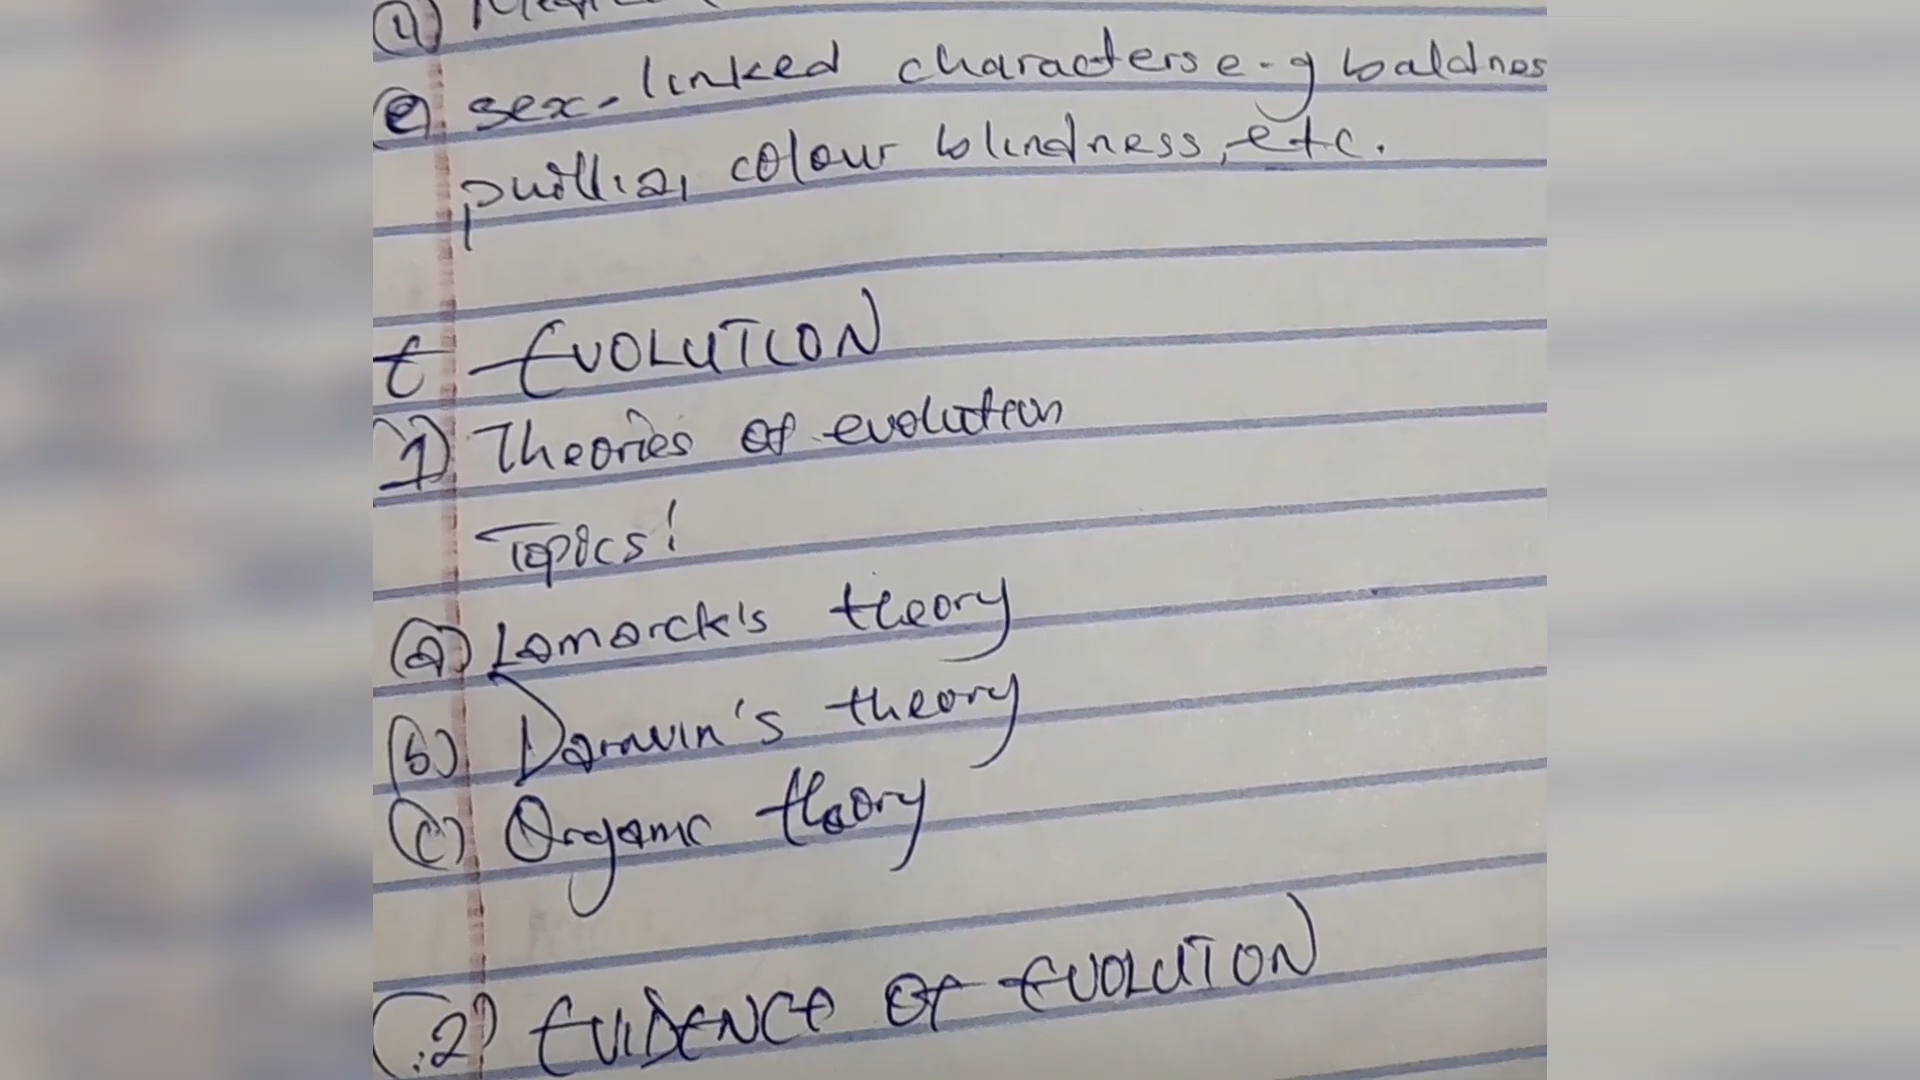 e) sex-linked characters e-g baldnes
colour blindness, etc.
E EVOLUTION
1) Theories of evolution
Topics!
(a) Lamarck's theory
(b) Darwin's theory
(c) Organic theory
(2) EVIDENCE OF EVOLUTION